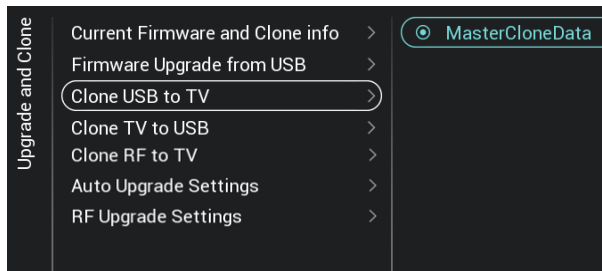 Upgrade and Clone
Current Firmware and Clone info
Firmware Upgrade from USB
Clone USB to TV
Clone TV to USB
Clone RF to TV
Auto Upgrade Settings
RF Upgrade Settings
MasterCloneData